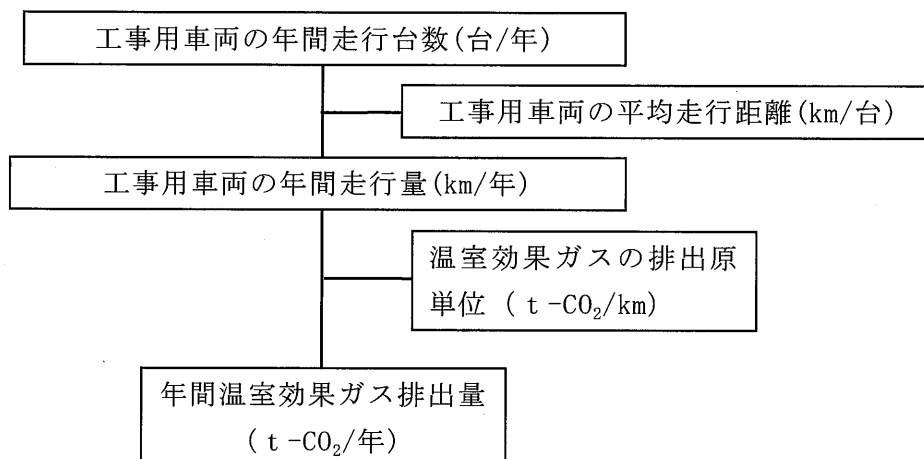 工事用車両の年間走行台数(台/年)
工事用車両の平均走行距離(km/台)
工事用車両の年間走行量(km/年)
温室効果ガスの排出原
単位(t-CO₂/km)
年間温室効果ガス排出量
(t-CO₂/年)